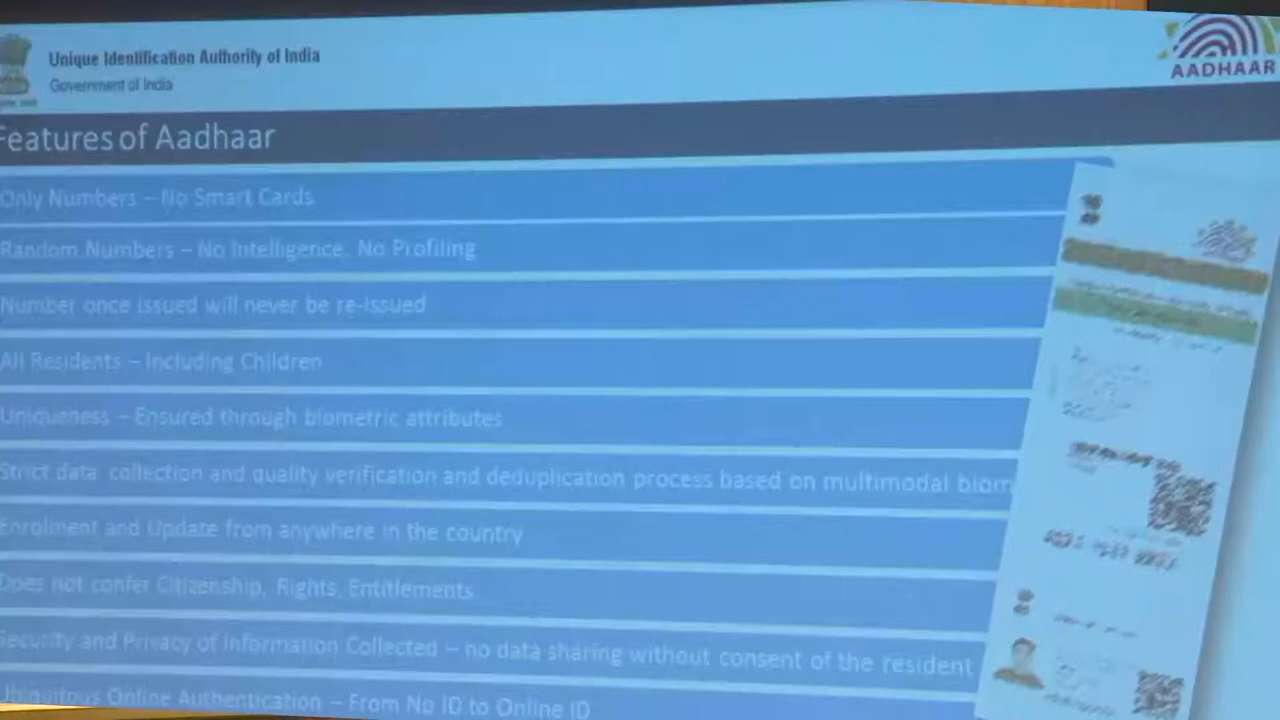 Unique Identification Authority of India
Government of India
AADHAAR
Features of Aadhaar
Only Numbers – No Smart Cards
Random Numbers – No Intelligence, No Profiling
Number once issued will never be re-issued
All Residents – Including Children
Uniqueness – Ensured through biometric attributes
Strict data collection and quality verification and deduplication process based on multimodal biom
Enrolment and Update from anywhere in the country
Does not confer Citizenship, Rights, Entitlements
Security and Privacy of Information Collected – no data sharing without consent of the resident
Ubiquitous Online Authentication – From No ID to Online ID